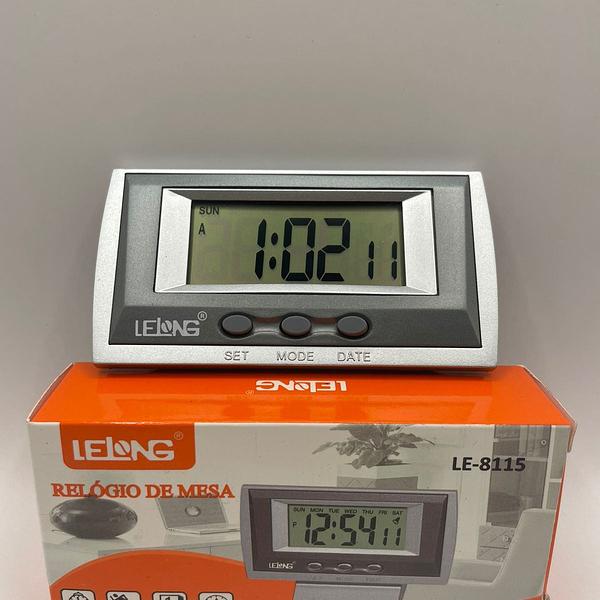 SUN
A
1:02 11
LELONG®
SET MODE DATE
LELONG
LELONG®
LE-8115
RELÓGIO DE MESA
SUN MON TUE WED THU FRI SAT
P 12:54 11
LELONG